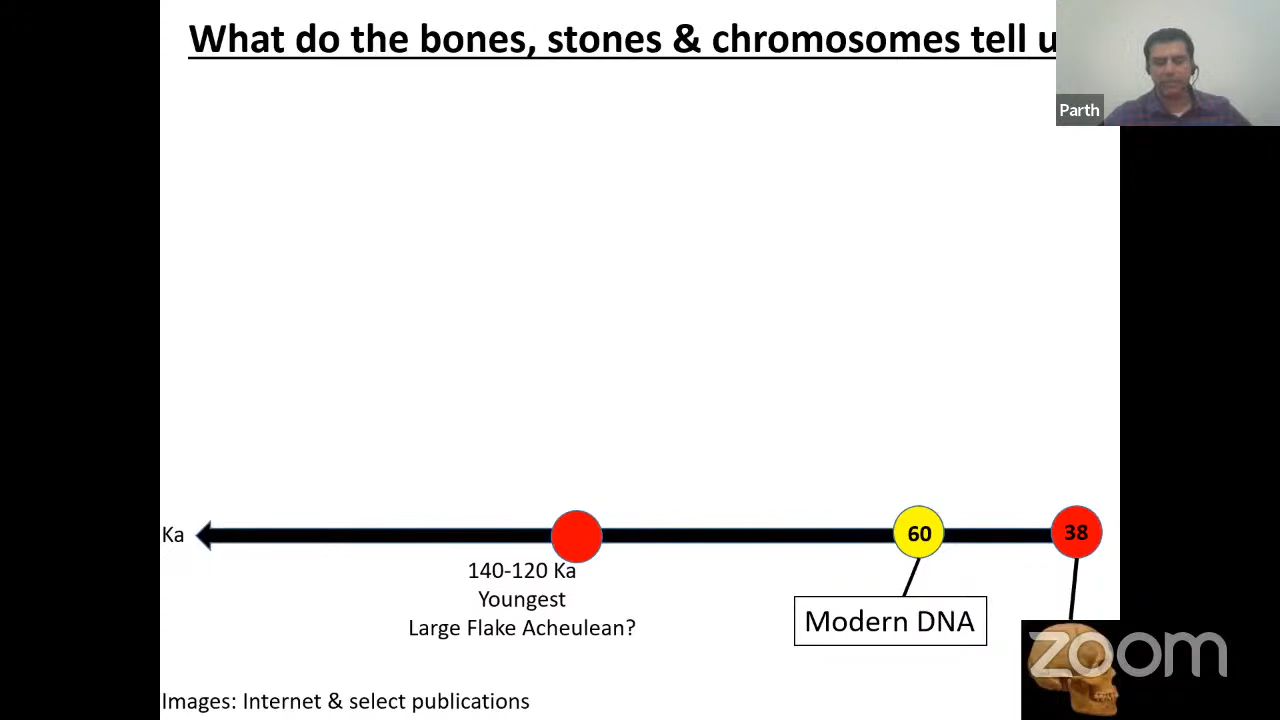 What do the bones, stones & chromosomes tell u
Parth
Ka
60
38
140-120 Ka
Youngest
Large Flake Acheulean?
Modern DNA
zoom
Images: Internet & select publications